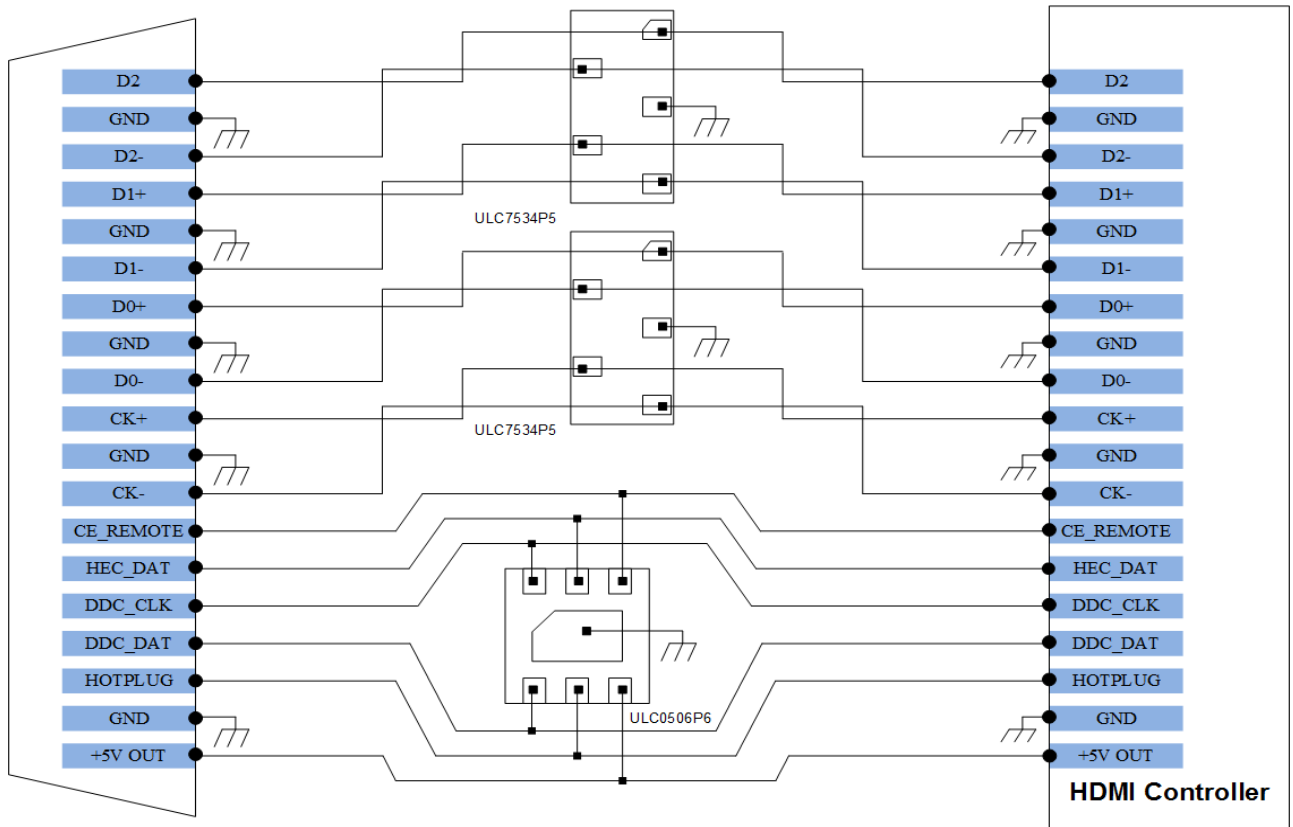 D2
GND
D2-
D1+
GND
D1-
D0+
GND
D0-
CK+
GND
CK-
CE_REMOTE
HEC_DAT
DDC_CLK
DDC_DAT
HOTPLUG
GND
+5V OUT
ULC7534P5
ULC7534P5
ULC0506P6
D2
GND
D2-
D1+
GND
D1-
D0+
GND
D0-
CK+
GND
CK-
CE_REMOTE
HEC_DAT
DDC_CLK
DDC_DAT
HOTPLUG
GND
+5V OUT
HDMI Controller